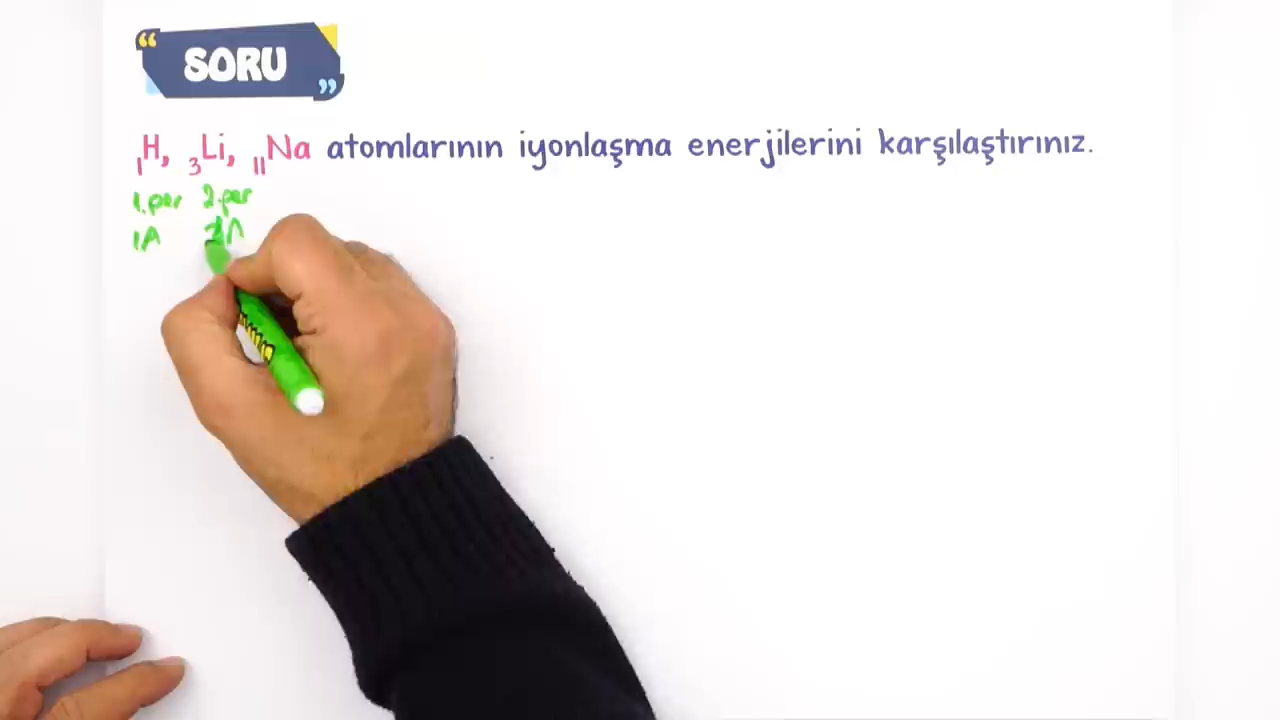 SORU
₁H, ₃Li, ₁₁Na atomlarının iyonlaşma enerjilerini karşılaştırınız.
1.per 2.per
1A